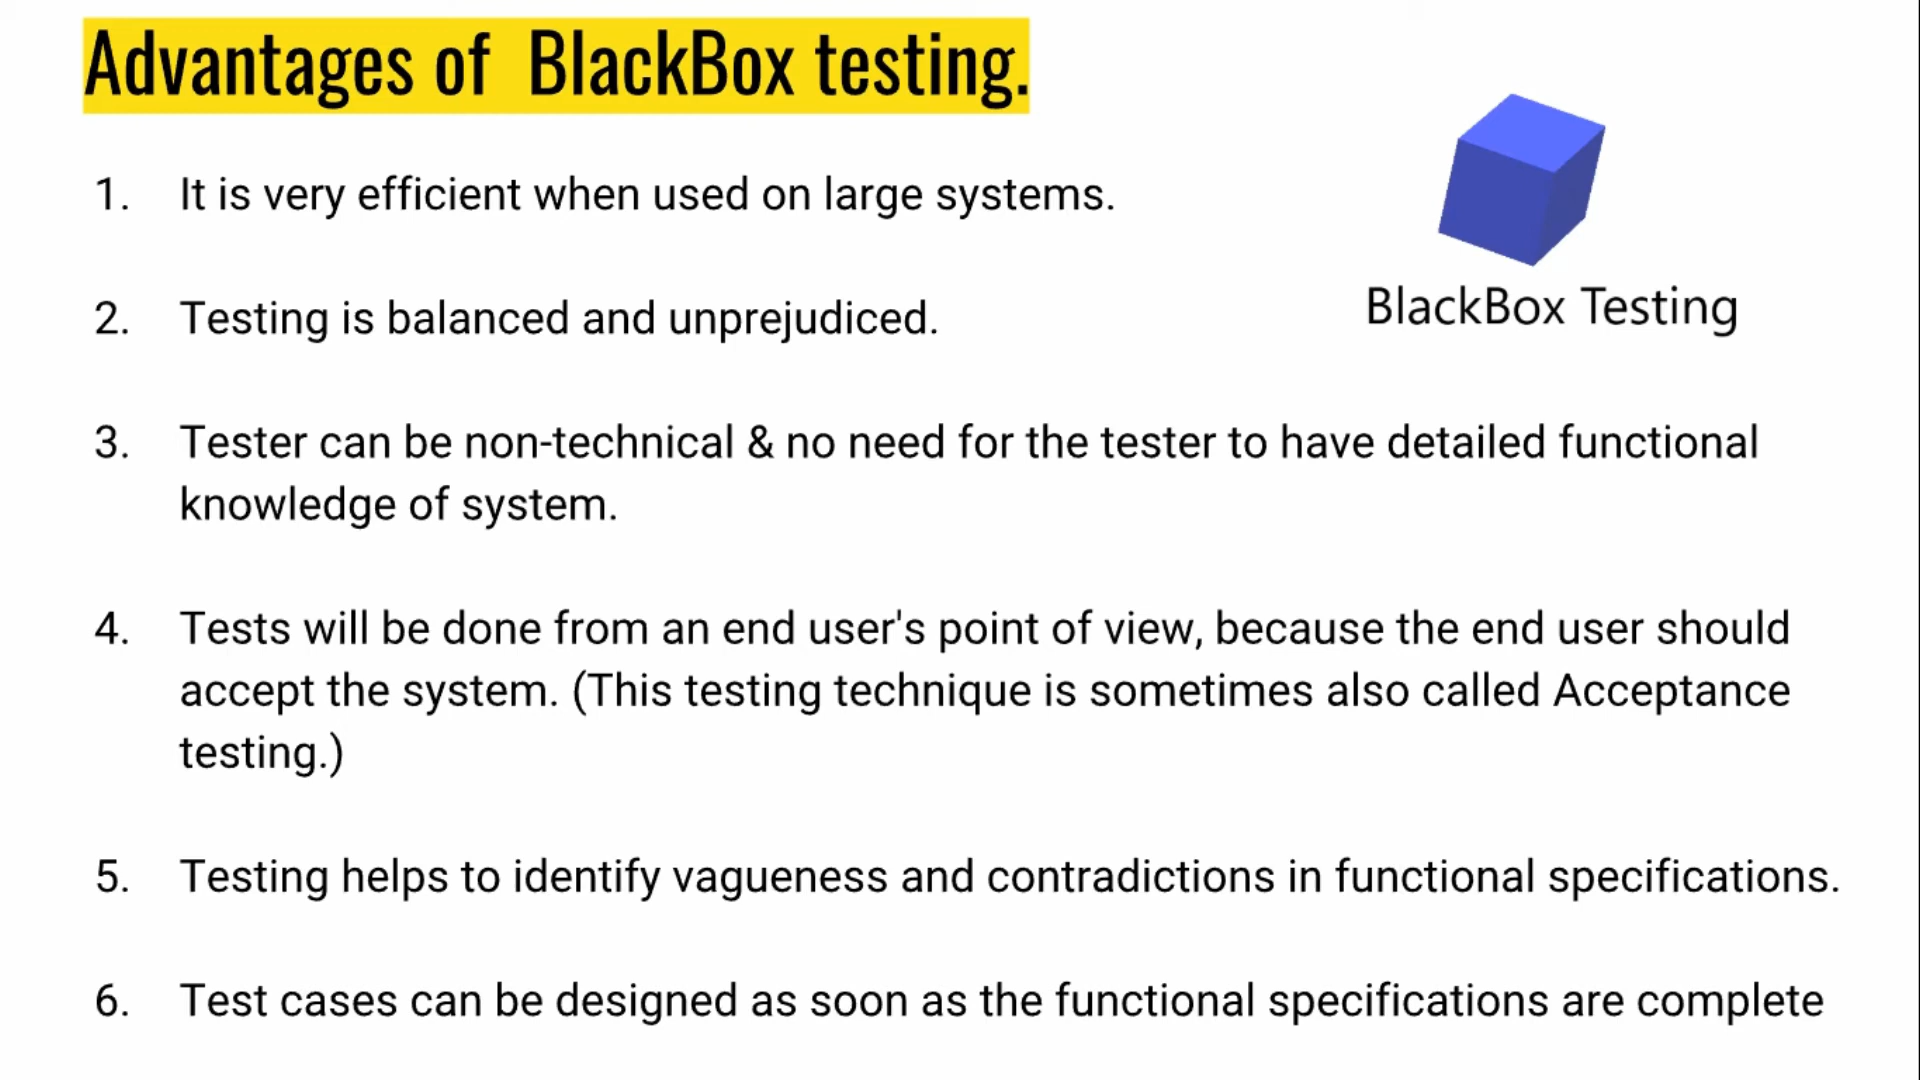 Advantages of  BlackBox testing.
1. It is very efficient when used on large systems.
BlackBox Testing
2. Testing is balanced and unprejudiced.
3. Tester can be non-technical & no need for the tester to have detailed functional
knowledge of system.
4. Tests will be done from an end user's point of view, because the end user should
accept the system. (This testing technique is sometimes also called Acceptance
testing.)
5. Testing helps to identify vagueness and contradictions in functional specifications.
6. Test cases can be designed as soon as the functional specifications are complete